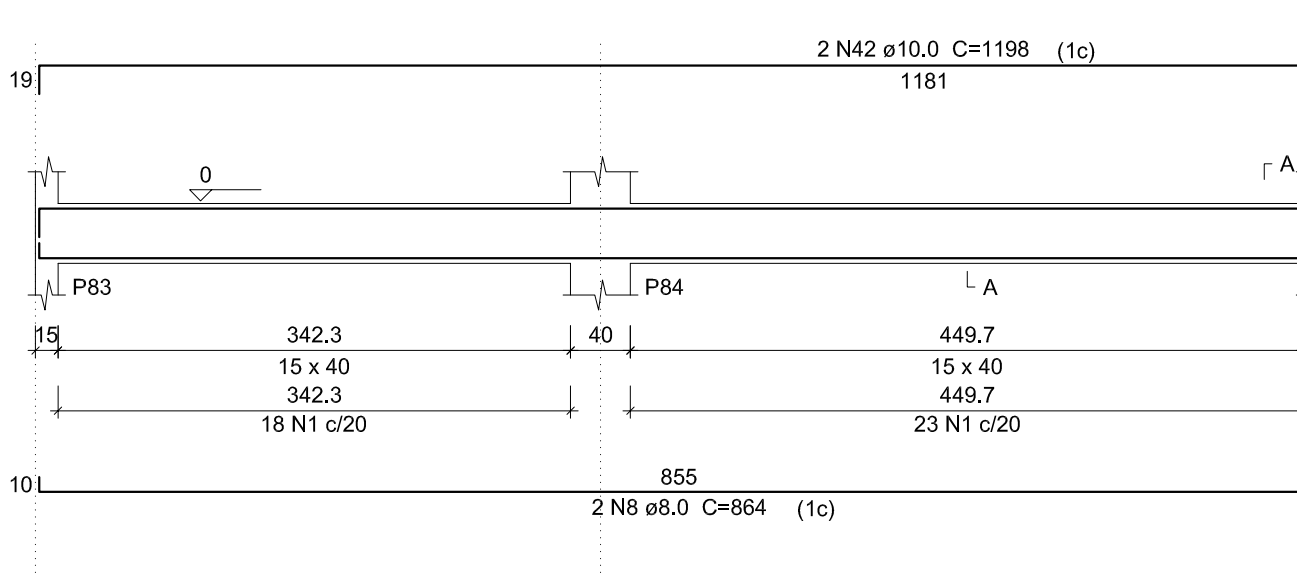 2 N42 ø10.0 C=1198 (1c)
19
1181
0
A
P83
P84
A
15
342.3
40
449.7
15 x 40
15 x 40
342.3
449.7
18 N1 c/20
23 N1 c/20
10
855
2 N8 ø8.0 C=864 (1c)